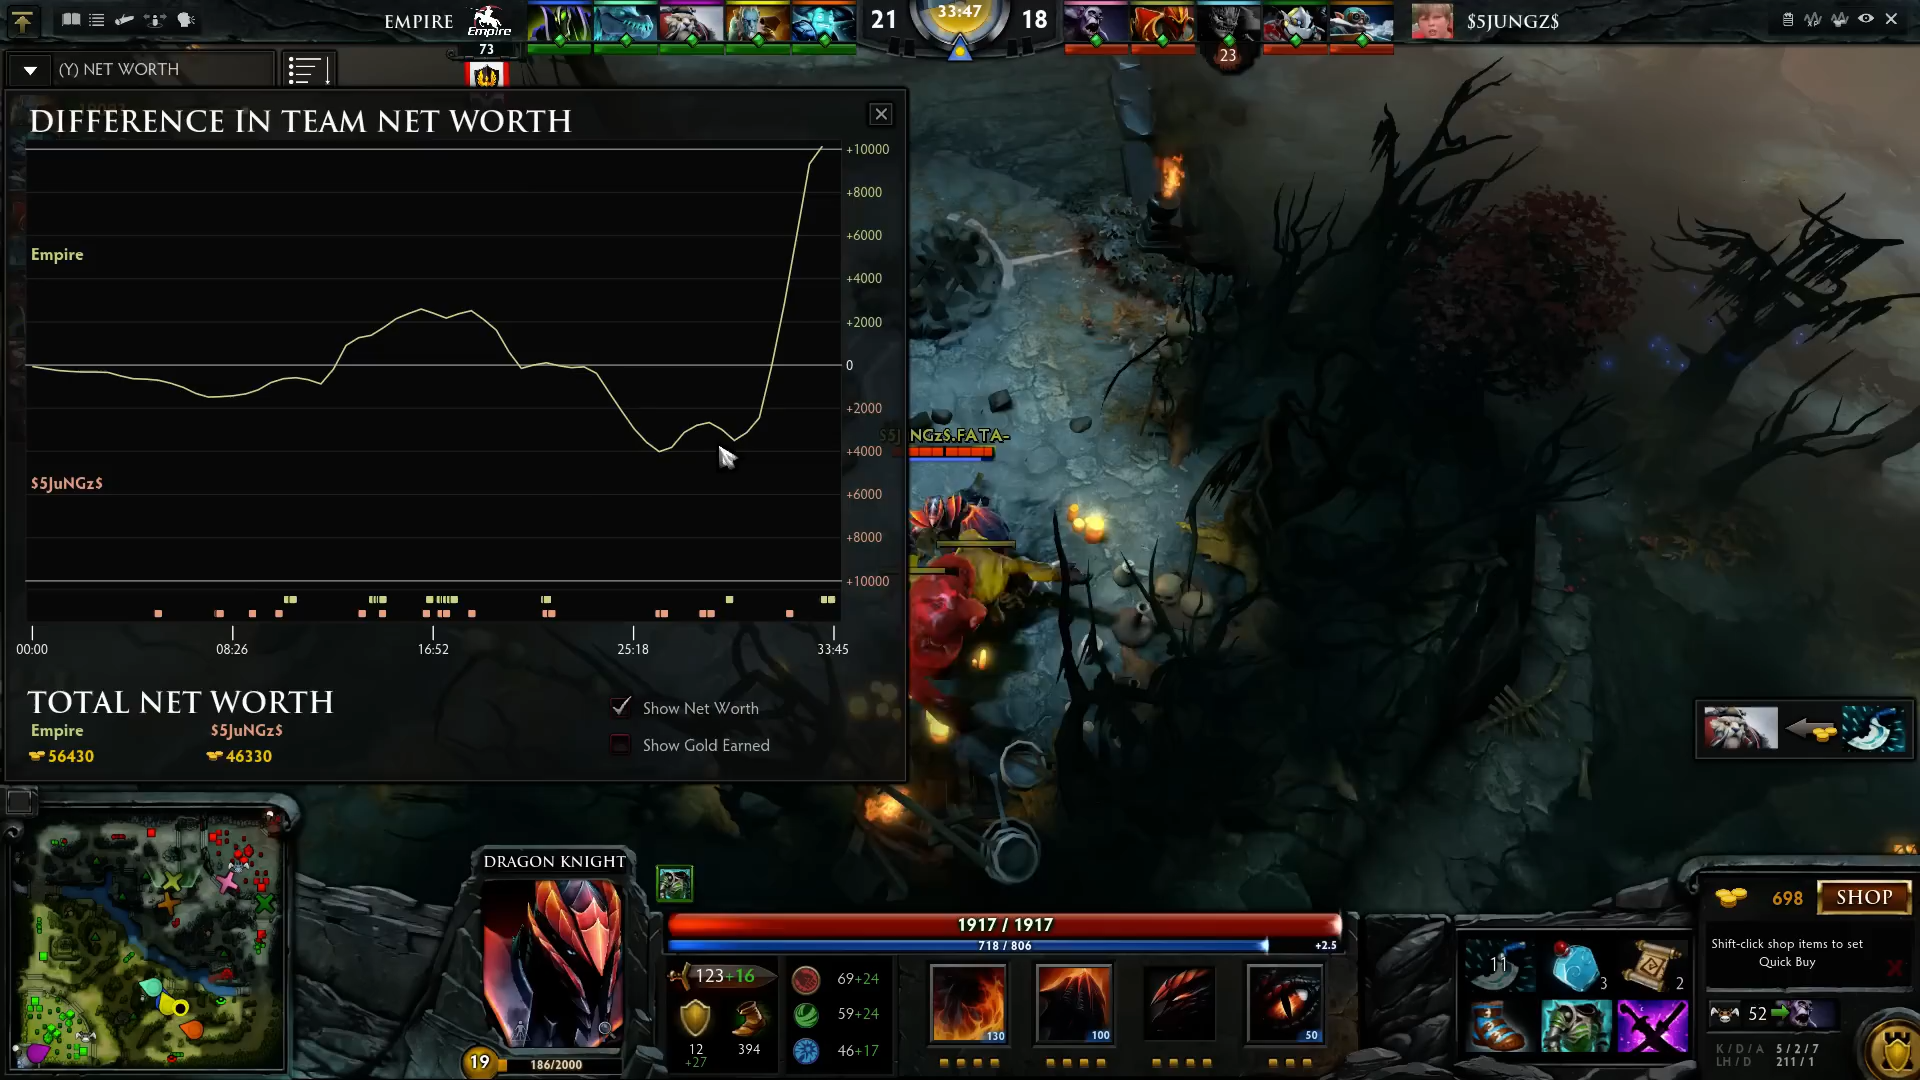 EMPIRE
Empire
73
21
33:47
18
23
$5JUNGZ$
(Y) NET WORTH
DIFFERENCE IN TEAM NET WORTH
+10000
+8000
+6000
Empire
+4000
+2000
0
+2000
+4000
$5JuNGz$
+6000
+8000
+10000
00:00
08:26
16:52
25:18
33:45
TOTAL NET WORTH
Empire
$5JuNGz$
56430
46330
Show Net Worth
Show Gold Earned
NGz$.FATA-
DRAGON KNIGHT
19
186/2000
1917 / 1917
718 / 806
+2.5
123+16
12
+27
394
69+24
59+24
46+17
130
100
50
11
3
2
698
SHOP
Shift-click shop items to set
Quick Buy
52
K / D / A 5 / 2 / 7
LH / D 211 / 1